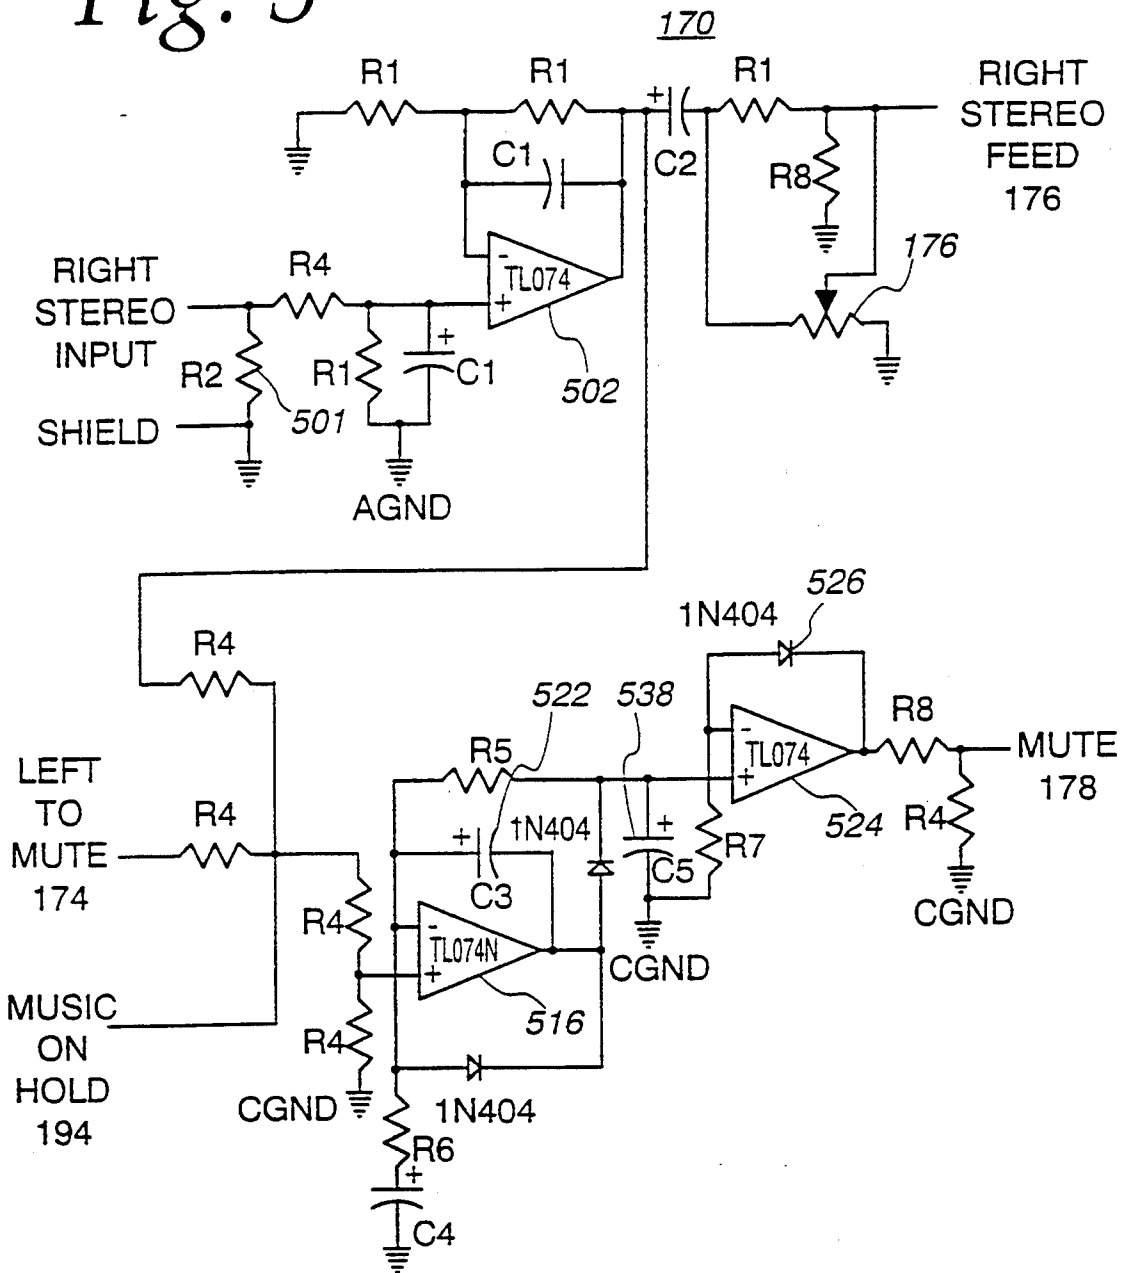 Fig. 5
170
R1
R1
R1
RIGHT
STEREO
FEED
176
+
C1
C2
R8
176
RIGHT
STEREO
INPUT
R4
-
TL074
+
+
R2
R1
C1
501
502
SHIELD
AGND
526
1N404
R4
522
538
R8
LEFT
TO
MUTE
174
R5
-
TL074
+
MUTE
178
R4
+
1N404
+
524
R4
C3
C5
R7
R4
-
TL074N
+
CGND
CGND
MUSIC
ON
HOLD
194
R4
516
CGND
1N404
R6
+
C4